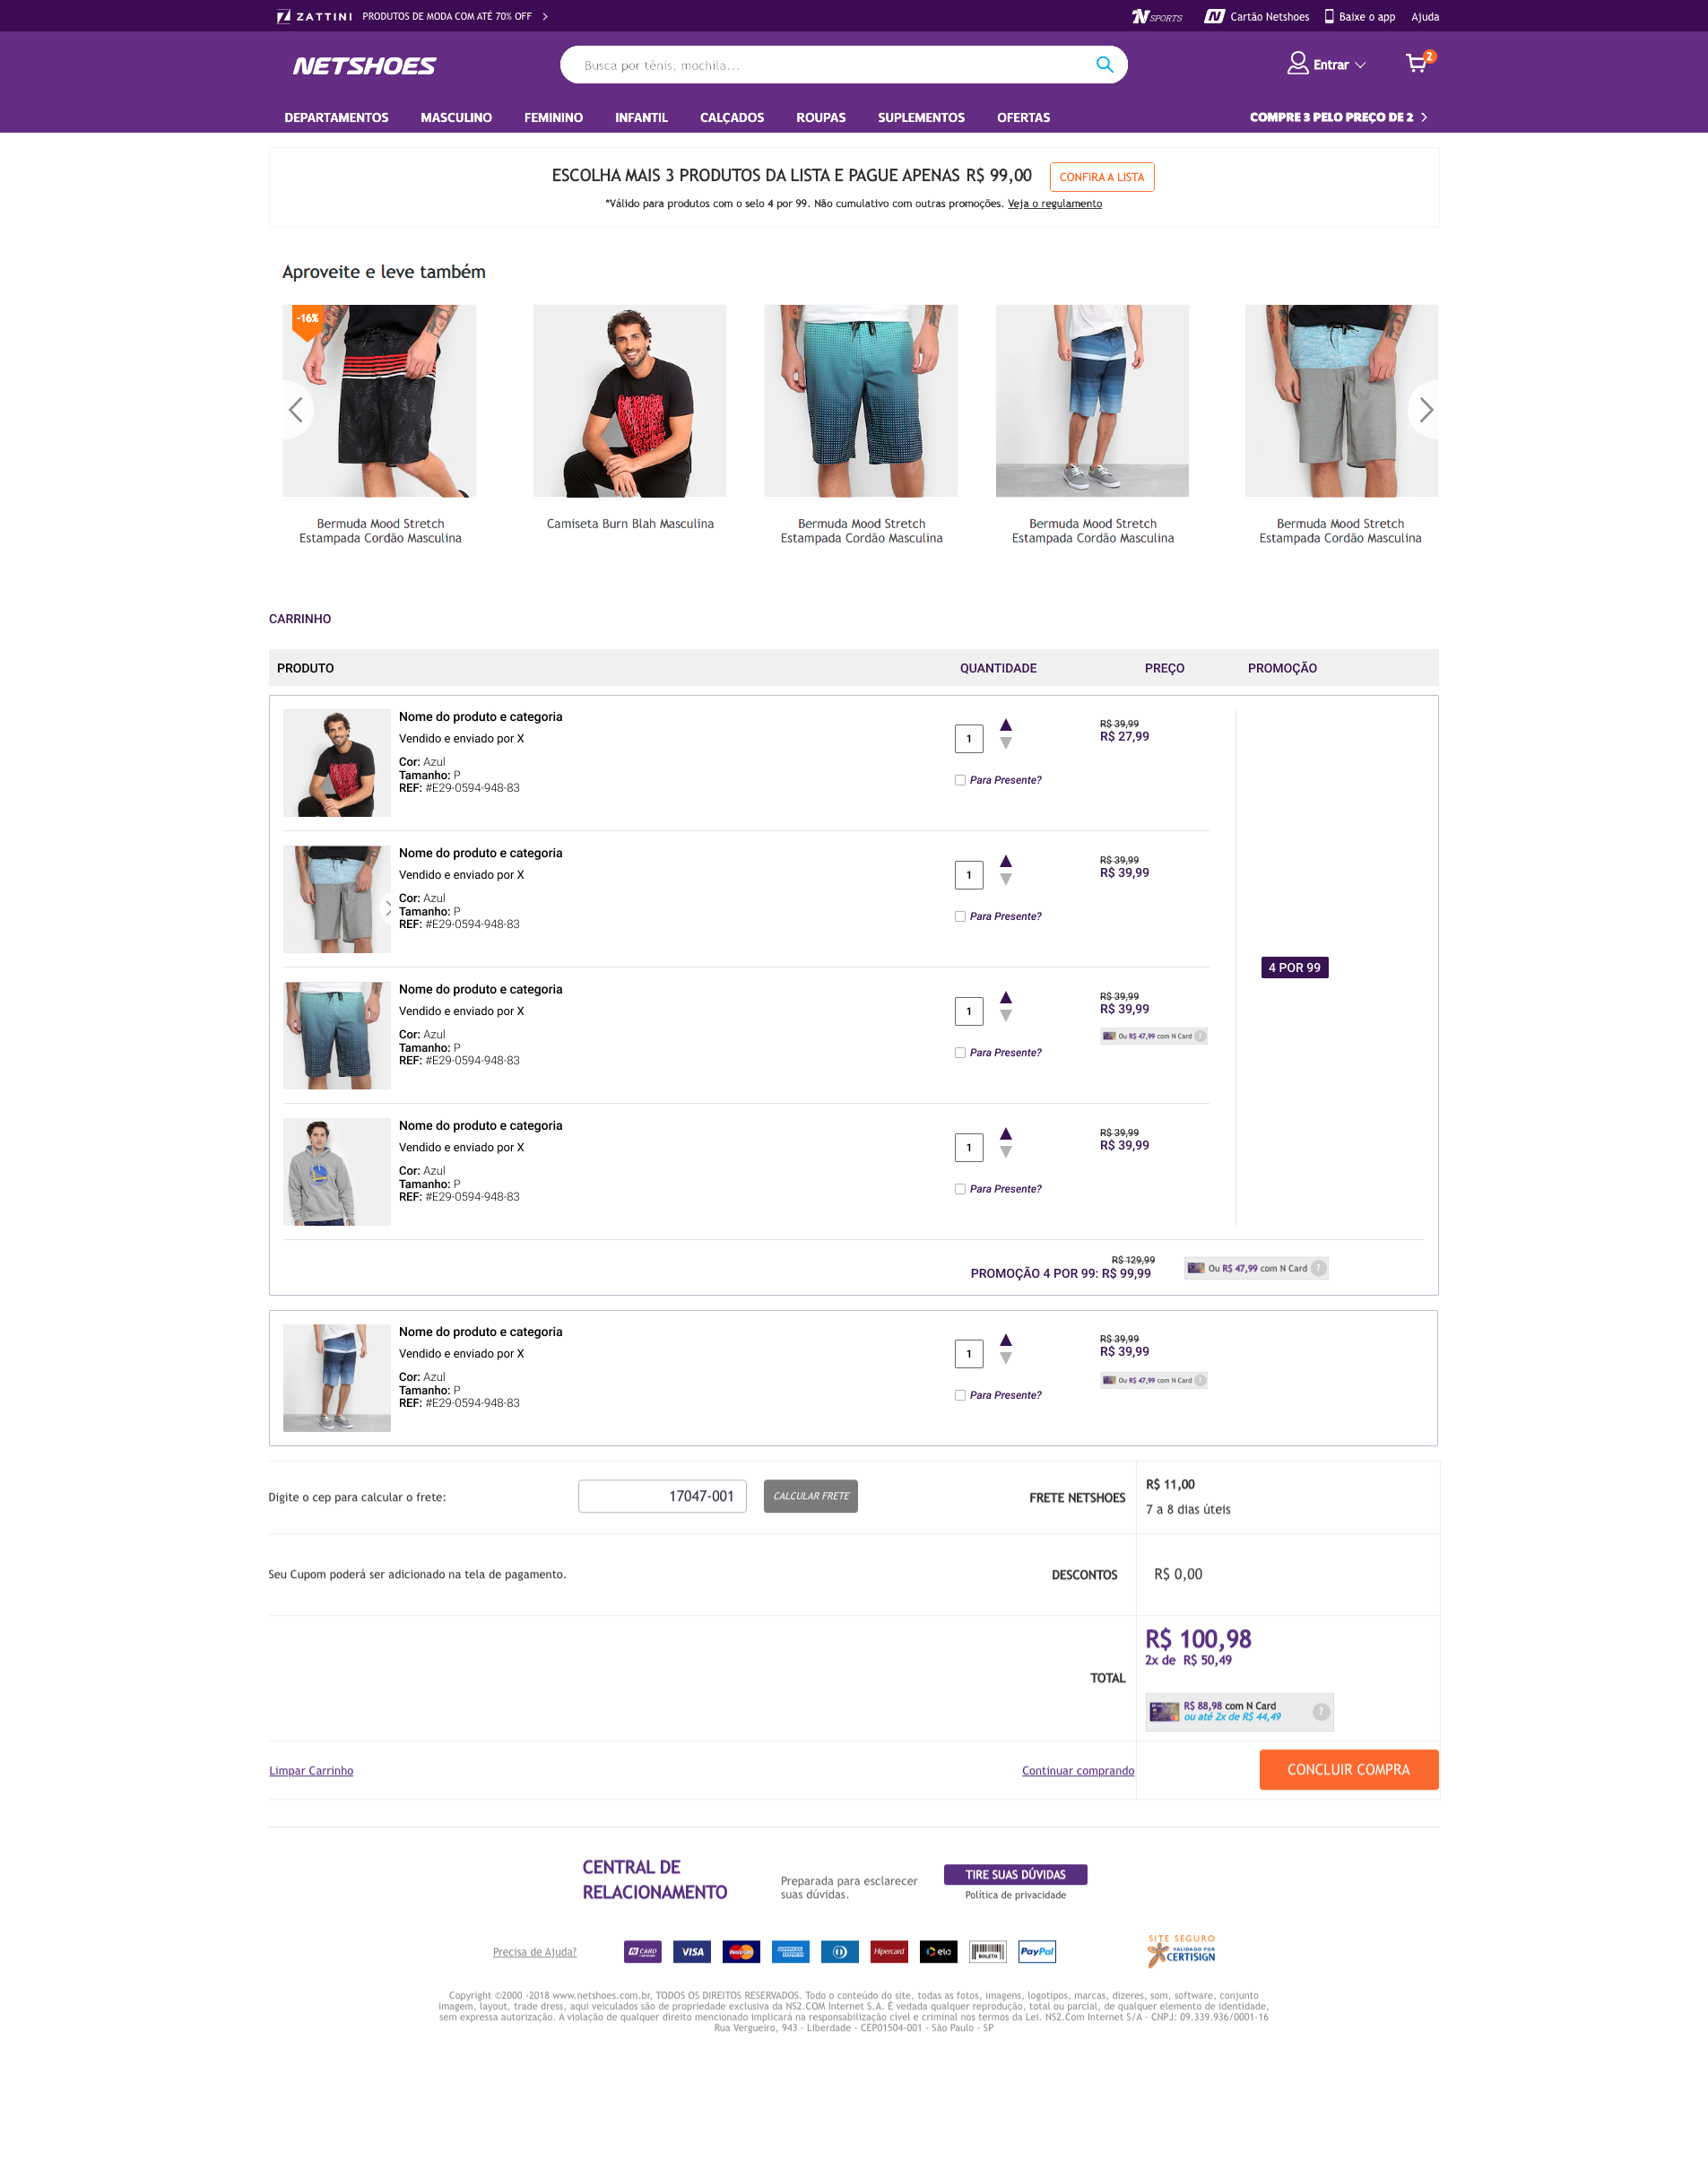 ZATTINI PRODUTOS DE MODA COM ATÉ 70% OFF
N SPORTS Cartão Netshoes Baixe o app Ajuda
NETSHOES
Busca por tênis, mochila...
Entrar
2
DEPARTAMENTOS MASCULINO FEMININO INFANTIL CALÇADOS ROUPAS SUPLEMENTOS OFERTAS
COMPRE 3 PELO PREÇO DE 2
ESCOLHA MAIS 3 PRODUTOS DA LISTA E PAGUE APENAS R$ 99,00
CONFIRA A LISTA
*Válido para produtos com o selo 4 por 99. Não cumulativo com outras promoções. Veja o regulamento
Aproveite e leve também
-16%
Bermuda Mood Stretch
Estampada Cordão Masculina
Camiseta Burn Blah Masculina
Bermuda Mood Stretch
Estampada Cordão Masculina
Bermuda Mood Stretch
Estampada Cordão Masculina
Bermuda Mood Stretch
Estampada Cordão Masculina
CARRINHO
PRODUTO QUANTIDADE PREÇO PROMOÇÃO
Nome do produto e categoria
Vendido e enviado por X
Cor: Azul
Tamanho: P
REF: #E29-0594-948-83
1
Para Presente?
R$ 39,99
R$ 27,99
Nome do produto e categoria
Vendido e enviado por X
Cor: Azul
Tamanho: P
REF: #E29-0594-948-83
1
Para Presente?
R$ 39,99
R$ 39,99
4 POR 99
Nome do produto e categoria
Vendido e enviado por X
Cor: Azul
Tamanho: P
REF: #E29-0594-948-83
1
Para Presente?
R$ 39,99
R$ 39,99
Ou R$ 47,99 com N Card ?
Nome do produto e categoria
Vendido e enviado por X
Cor: Azul
Tamanho: P
REF: #E29-0594-948-83
1
Para Presente?
R$ 39,99
R$ 39,99
R$ 129,99
PROMOÇÃO 4 POR 99: R$ 99,99
Ou R$ 47,99 com N Card ?
Nome do produto e categoria
Vendido e enviado por X
Cor: Azul
Tamanho: P
REF: #E29-0594-948-83
1
Para Presente?
R$ 39,99
R$ 39,99
Ou R$ 47,99 com N Card ?
Digite o cep para calcular o frete:
17047-001
CALCULAR FRETE
FRETE NETSHOES
R$ 11,00
7 a 8 dias úteis
Seu Cupom poderá ser adicionado na tela de pagamento.
DESCONTOS
R$ 0,00
TOTAL
R$ 100,98
2x de R$ 50,49
R$ 88,98 com N Card
ou até 2x de R$ 44,49
?
Limpar Carrinho
Continuar comprando
CONCLUIR COMPRA
CENTRAL DE
RELACIONAMENTO
Preparada para esclarecer
suas dúvidas.
TIRE SUAS DÚVIDAS
Política de privacidade
Precisa de Ajuda?
N CARD
VISA
MasterCard
AMERICAN EXPRESS
Hipercard
elo
BOLETO
PayPal
SITE SEGURO
VALIDADO POR
CERTISIGN
Copyright ©2000 -2018 www.netshoes.com.br, TODOS OS DIREITOS RESERVADOS. Todo o conteúdo do site, todas as fotos, imagens, logotipos, marcas, dizeres, som, software, conjunto
imagem, layout, trade dress, aqui veiculados são de propriedade exclusiva da NS2.COM Internet S.A. É vedada qualquer reprodução, total ou parcial, de qualquer elemento de identidade,
sem expressa autorização. A violação de qualquer direito mencionado implicará na responsabilização cível e criminal nos termos da Lei. NS2.Com Internet S/A - CNPJ: 09.339.936/0001-16
Rua Vergueiro, 943 - Liberdade - CEP01504-001 - São Paulo - SP